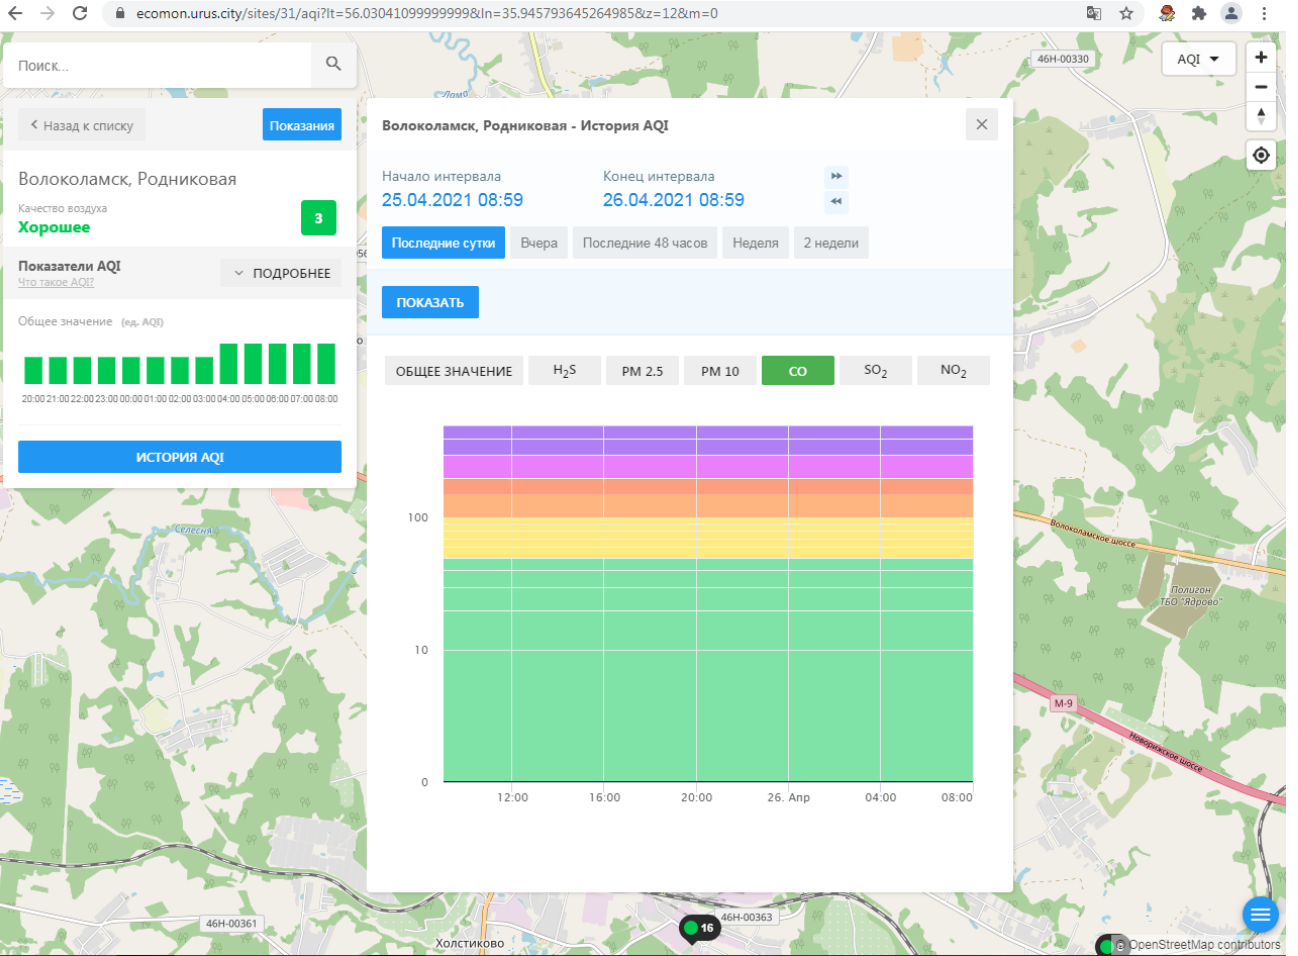 ecomon.urus.city/sites/31/aqi?lt=56.03041099999999&ln=35.945793645264985&z=12&m=0
Поиск...
46Н-00330
AQI
Лама
Назад к списку
Показания
Волоколамск, Родниковая - История AQI
Волоколамск, Родниковая
Начало интервала
Конец интервала
25.04.2021 08:59
26.04.2021 08:59
Качество воздуха
Хорошее
3
Последние сутки
Вчера
Последние 48 часов
Неделя
2 недели
Показатели AQI
Что такое AQI?
ПОДРОБНЕЕ
ПОКАЗАТЬ
Общее значение (ед. AQI)
20:00 21:00 22:00 23:00 00:00 01:00 02:00 03:00 04:00 05:00 06:00 07:00 08:00
ОБЩЕЕ ЗНАЧЕНИЕ
H2S
PM 2.5
PM 10
CO
SO2
NO2
ИСТОРИЯ AQI
100
10
0
12:00
16:00
20:00
26. Апр
04:00
08:00
Селесня
Волоколамское шоссе
Полигон
ТБО "Ядрово"
М-9
Новорижское шоссе
46Н-00361
46Н-00363
16
Холстиково
© OpenStreetMap contributors